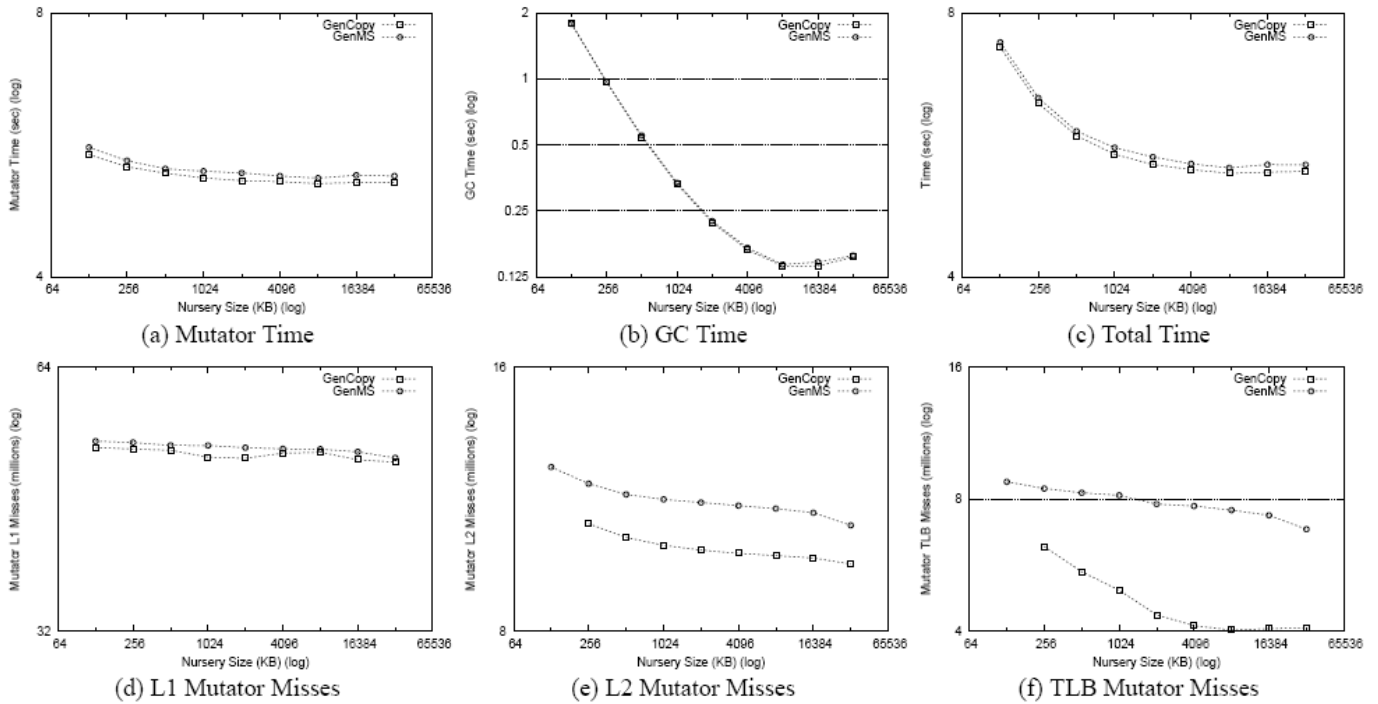 8
GenCopy
GenMS
Mutator Time (sec) (log)
4
64
256
1024
4096
16384
65536
Nursery Size (KB) (log)
(a) Mutator Time
2
GenCopy
GenMS
1
GC Time (sec) (log)
0.5
0.25
0.125
64
256
1024
4096
16384
65536
Nursery Size (KB) (log)
(b) GC Time
8
GenCopy
GenMS
Time (sec) (log)
4
64
256
1024
4096
16384
65536
Nursery Size (KB) (log)
(c) Total Time
64
GenCopy
GenMS
Mutator L1 Misses (millions) (log)
32
64
256
1024
4096
16384
65536
Nursery Size (KB) (log)
(d) L1 Mutator Misses
16
GenCopy
GenMS
Mutator L2 Misses (millions) (log)
8
64
256
1024
4096
16384
65536
Nursery Size (KB) (log)
(e) L2 Mutator Misses
16
GenCopy
GenMS
Mutator TLB Misses (millions) (log)
8
4
64
256
1024
4096
16384
65536
Nursery Size (KB) (log)
(f) TLB Mutator Misses